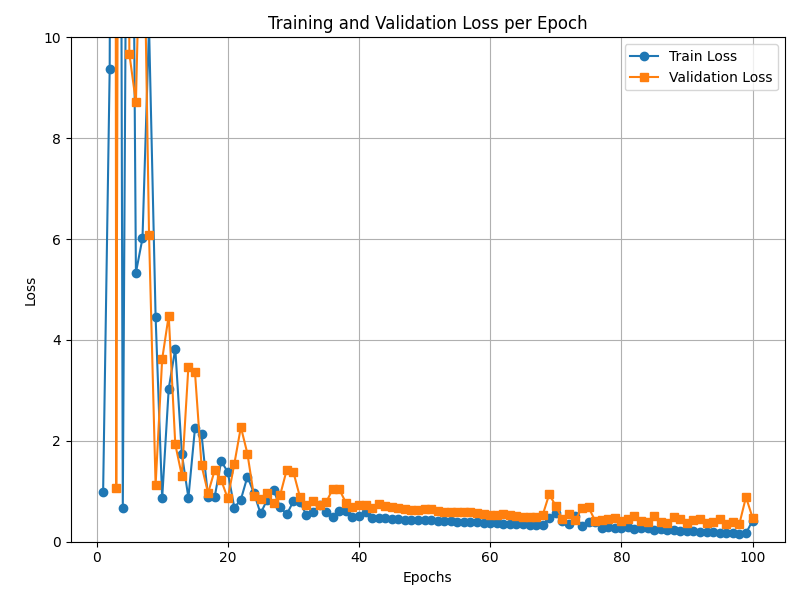 Training and Validation Loss per Epoch
Train Loss
Validation Loss
Loss
10
8
6
4
2
0
0 20 40 60 80 100
Epochs